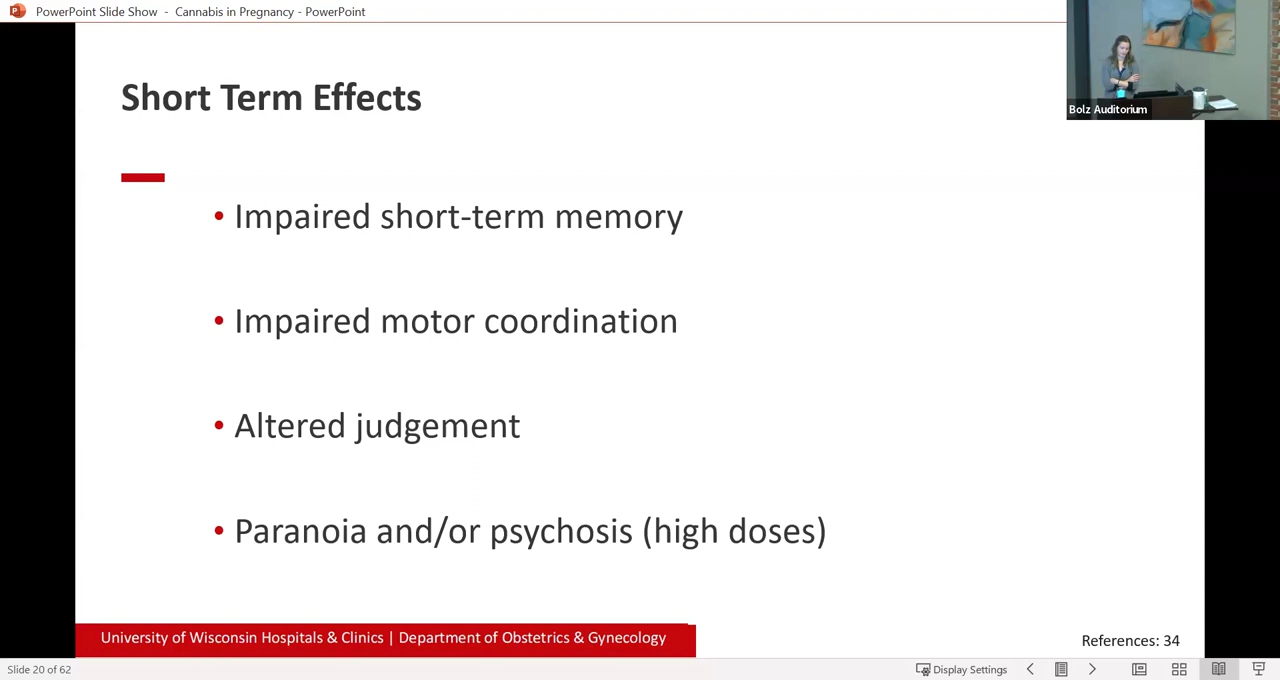 PowerPoint Slide Show - Cannabis in Pregnancy - PowerPoint
Bolz Auditorium
Short Term Effects
• Impaired short-term memory
• Impaired motor coordination
• Altered judgement
• Paranoia and/or psychosis (high doses)
University of Wisconsin Hospitals & Clinics | Department of Obstetrics & Gynecology
References: 34
Slide 20 of 62
Display Settings